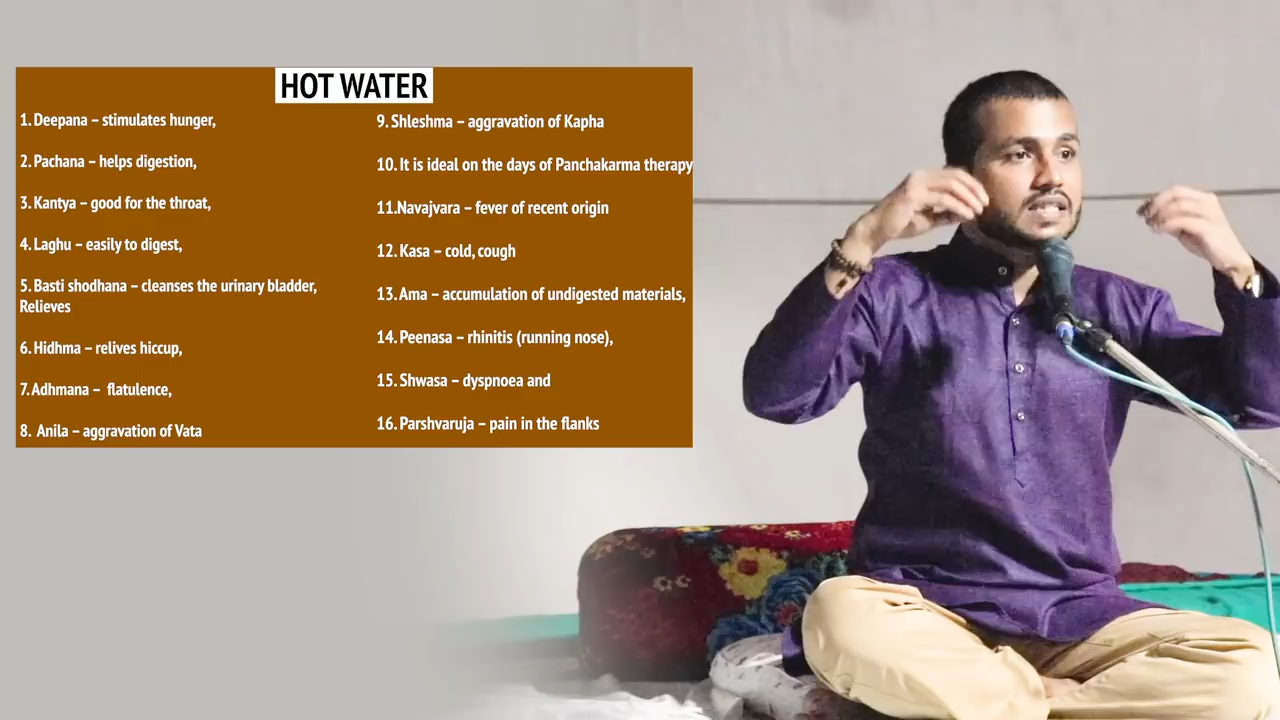 HOT WATER
1. Deepana – stimulates hunger,
2. Pachana – helps digestion,
3. Kantya – good for the throat,
4. Laghu – easily to digest,
5. Basti shodhana – cleanses the urinary bladder,
Relieves
6. Hidhma – relives hiccup,
7. Adhmana – flatulence,
8. Anila – aggravation of Vata
9. Shleshma – aggravation of Kapha
10. It is ideal on the days of Panchakarma therapy
11.Navajvara – fever of recent origin
12. Kasa – cold, cough
13. Ama – accumulation of undigested materials,
14. Peenasa – rhinitis (running nose),
15. Shwasa – dyspnoea and
16. Parshvaruja – pain in the flanks